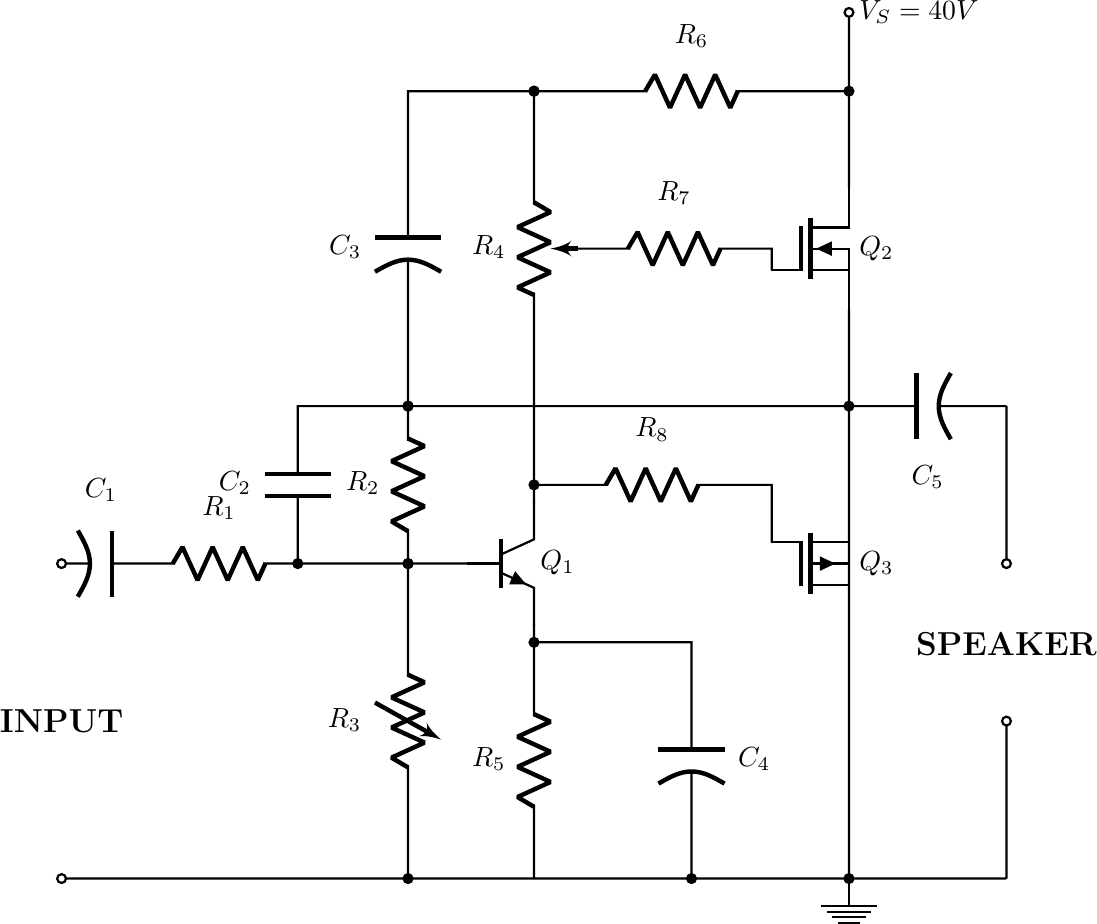 V_S = 40V
R_6
R_7
C_3
R_4
Q_2
R_8
C_1
C_2
R_2
C_5
R_1
Q_1
Q_3
SPEAKER
INPUT
R_3
R_5
C_4